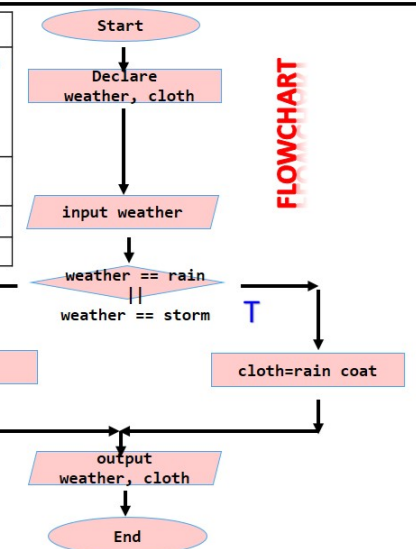 Start
Declare
weather, cloth
FLOWCHART
input weather
weather == rain
||
weather == storm
T
cloth=rain coat
output
weather, cloth
End